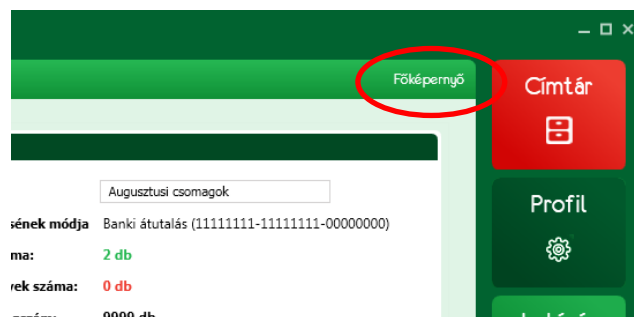 Főképernyő
Címtár
Augusztusi csomagok
sének módja Banki átutalás (11111111-11111111-00000000)
Profil
ma: 2 db
vek száma: 0 db
9999 db